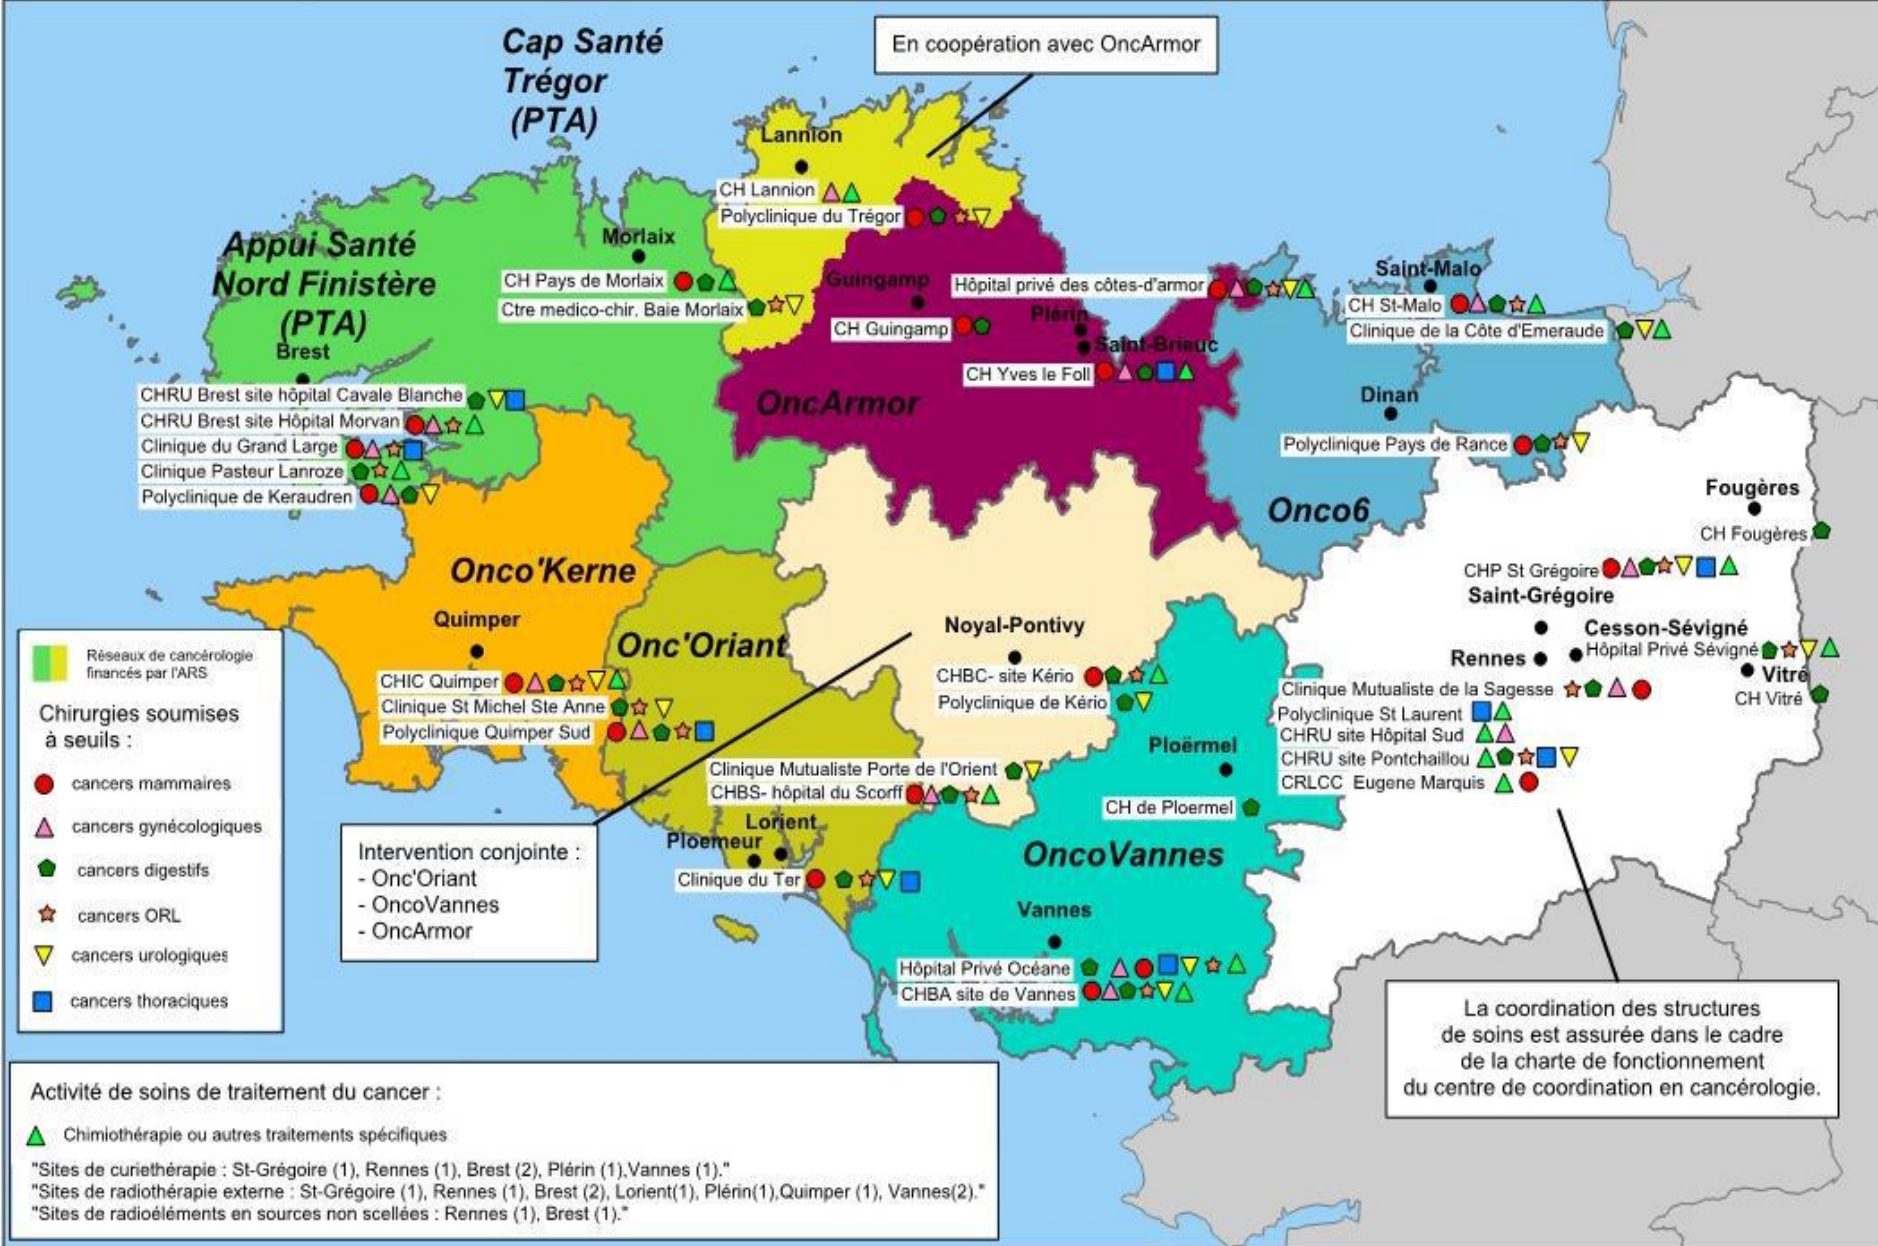 Cap Santé
Trégor
(PTA)
En coopération avec OncArmor
Lannion
CH Lannion
Polyclinique du Trégor
Appui Santé
Nord Finistère
(PTA)
Morlaix
CH Pays de Morlaix
Ctre medico-chir. Baie Morlaix
Guingamp
CH Guingamp
Hôpital privé des côtes-d'armor
Plérin
Saint-Brieuc
CH Yves le Foll
OncArmor
Saint-Malo
CH St-Malo
Clinique de la Côte d'Emeraude
Dinan
Polyclinique Pays de Rance
Onco6
Brest
CHRU Brest site hôpital Cavale Blanche
CHRU Brest site Hôpital Morvan
Clinique du Grand Large
Clinique Pasteur Lanroze
Polyclinique de Keraudren
Fougères
CH Fougères
CHP St Grégoire
Saint-Grégoire
Cesson-Sévigné
Hôpital Privé Sévigné
Rennes
Vitré
CH Vitré
Clinique Mutualiste de la Sagesse
Polyclinique St Laurent
CHRU site Hôpital Sud
CHRU site Pontchaillou
CRLCC Eugene Marquis
Onco'Kerne
Quimper
CHIC Quimper
Clinique St Michel Ste Anne
Polyclinique Quimper Sud
Onc'Oriant
Noyal-Pontivy
CHBC- site Kério
Polyclinique de Kério
Clinique Mutualiste Porte de l'Orient
CHBS- hôpital du Scorff
Lorient
Ploemeur
Clinique du Ter
Ploërmel
CH de Ploermel
OncoVannes
Vannes
Hôpital Privé Océane
CHBA site de Vannes
Intervention conjointe :
- Onc'Oriant
- OncoVannes
- OncArmor
La coordination des structures
de soins est assurée dans le cadre
de la charte de fonctionnement
du centre de coordination en cancérologie.
Réseaux de cancérologie
financés par l'ARS
Chirurgies soumises
à seuils :
cancers mammaires
cancers gynécologiques
cancers digestifs
cancers ORL
cancers urologiques
cancers thoraciques
Activité de soins de traitement du cancer :
Chimiothérapie ou autres traitements spécifiques
"Sites de curiethérapie : St-Grégoire (1), Rennes (1), Brest (2), Plérin (1),Vannes (1)."
"Sites de radiothérapie externe : St-Grégoire (1), Rennes (1), Brest (2), Lorient(1), Plérin(1),Quimper (1), Vannes(2)."
"Sites de radioéléments en sources non scellées : Rennes (1), Brest (1)."